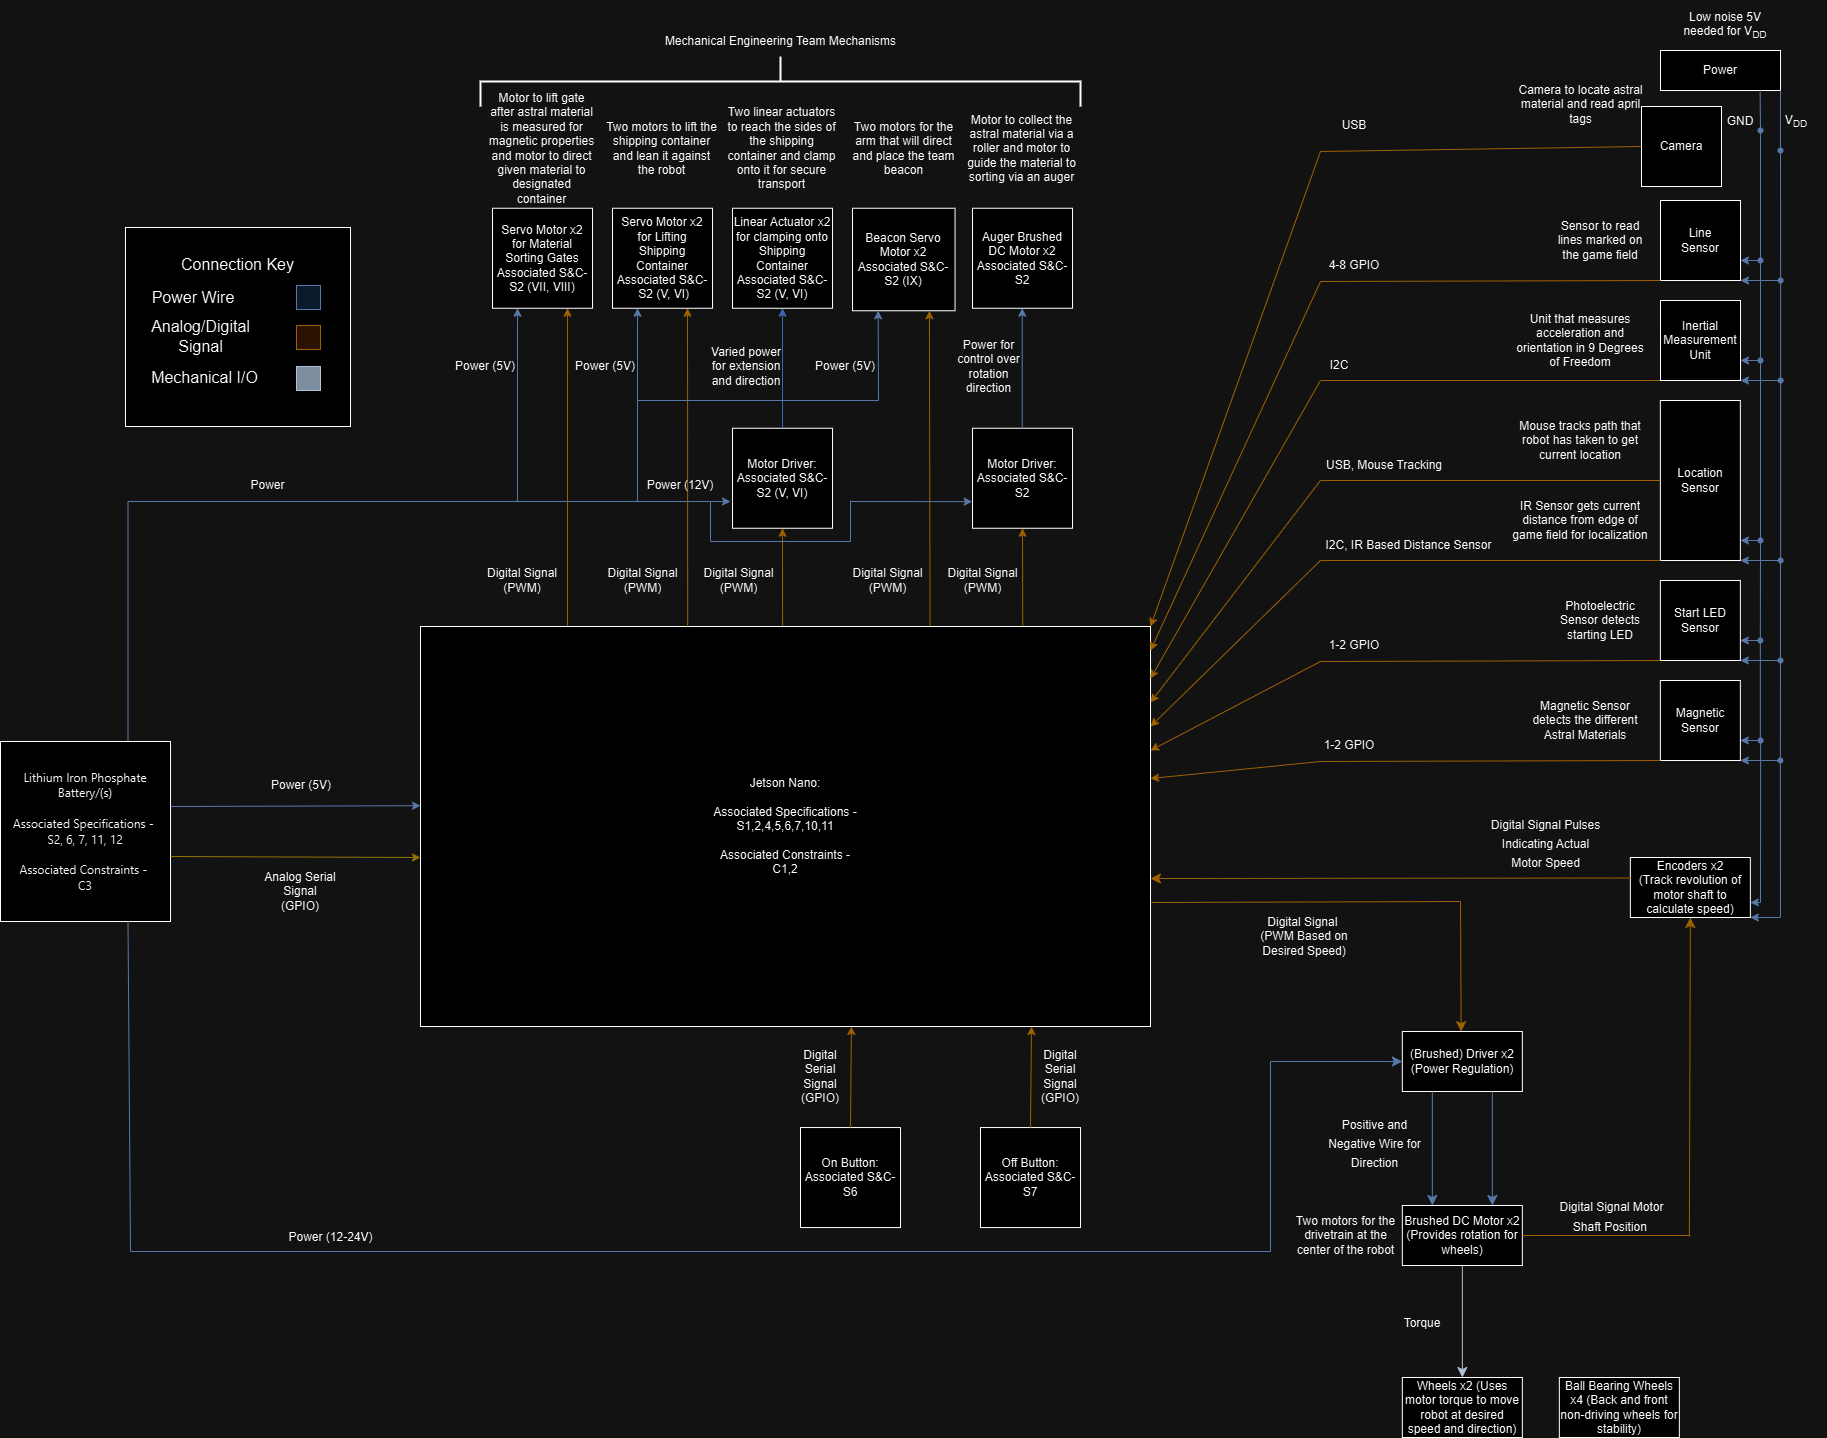 Low noise 5V
needed for VDD
Power
Mechanical Engineering Team Mechanisms
Motor to lift gate
after astral material
is measured for
magnetic properties
and motor to direct
given material to
designated
container
Two motors to lift the
shipping container
and lean it against
the robot
Two linear actuators
to reach the sides of
the shipping
container and clamp
onto it for secure
transport
Two motors for the
arm that will direct
and place the team
beacon
Motor to collect the
astral material via a
roller and motor to
guide the material to
sorting via an auger
Servo Motor x2
for Material
Sorting Gates
Associated S&C-
S2 (VII, VIII)
Servo Motor x2
for Lifting
Shipping
Container
Associated S&C-
S2 (V, VI)
Linear Actuator x2
for clamping onto
Shipping
Container
Associated S&C-
S2 (V, VI)
Beacon Servo
Motor x2
Associated S&C-
S2 (IX)
Auger Brushed
DC Motor x2
Associated S&C-
S2
Connection Key
Power Wire
Analog/Digital
Signal
Mechanical I/O
Power (5V)
Power (5V)
Varied power
for extension
and direction
Power (5V)
Power for
control over
rotation
direction
Motor Driver:
Associated S&C-
S2 (V, VI)
Motor Driver:
Associated S&C-
S2
Power
Power (12V)
Digital Signal
(PWM)
Digital Signal
(PWM)
Digital Signal
(PWM)
Digital Signal
(PWM)
Digital Signal
(PWM)
Camera to locate astral
material and read april
tags
USB
Camera
GND
VDD
Sensor to read
lines marked on
the game field
Line
Sensor
4-8 GPIO
Unit that measures
acceleration and
orientation in 9 Degrees
of Freedom
Inertial
Measurement
Unit
I2C
Mouse tracks path that
robot has taken to get
current location
USB, Mouse Tracking
Location
Sensor
IR Sensor gets current
distance from edge of
game field for localization
I2C, IR Based Distance Sensor
Photoelectric
Sensor detects
starting LED
Start LED
Sensor
1-2 GPIO
Magnetic Sensor
detects the different
Astral Materials
Magnetic
Sensor
1-2 GPIO
Lithium Iron Phosphate
Battery/(s)
Associated Specifications -
S2, 6, 7, 11, 12
Associated Constraints -
C3
Power (5V)
Analog Serial
Signal
(GPIO)
Jetson Nano:
Associated Specifications -
S1,2,4,5,6,7,10,11
Associated Constraints -
C1,2
Digital Signal Pulses
Indicating Actual
Motor Speed
Encoders x2
(Track revolution of
motor shaft to
calculate speed)
Digital Signal
(PWM Based on
Desired Speed)
Digital
Serial
Signal
(GPIO)
Digital
Serial
Signal
(GPIO)
On Button:
Associated S&C-
S6
Off Button:
Associated S&C-
S7
(Brushed) Driver x2
(Power Regulation)
Positive and
Negative Wire for
Direction
Power (12-24V)
Two motors for the
drivetrain at the
center of the robot
Brushed DC Motor x2
(Provides rotation for
wheels)
Digital Signal Motor
Shaft Position
Torque
Wheels x2 (Uses
motor torque to move
robot at desired
speed and direction)
Ball Bearing Wheels
x4 (Back and front
non-driving wheels for
stability)